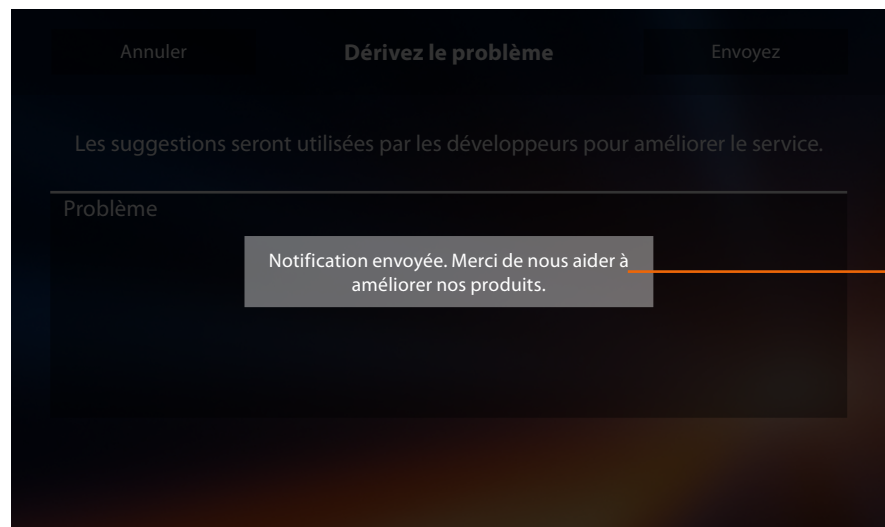 Annuler Dérivez le problème Envoyez
Les suggestions seront utilisées par les développeurs pour améliorer le service.
Problème
Notification envoyée. Merci de nous aider à
améliorer nos produits.